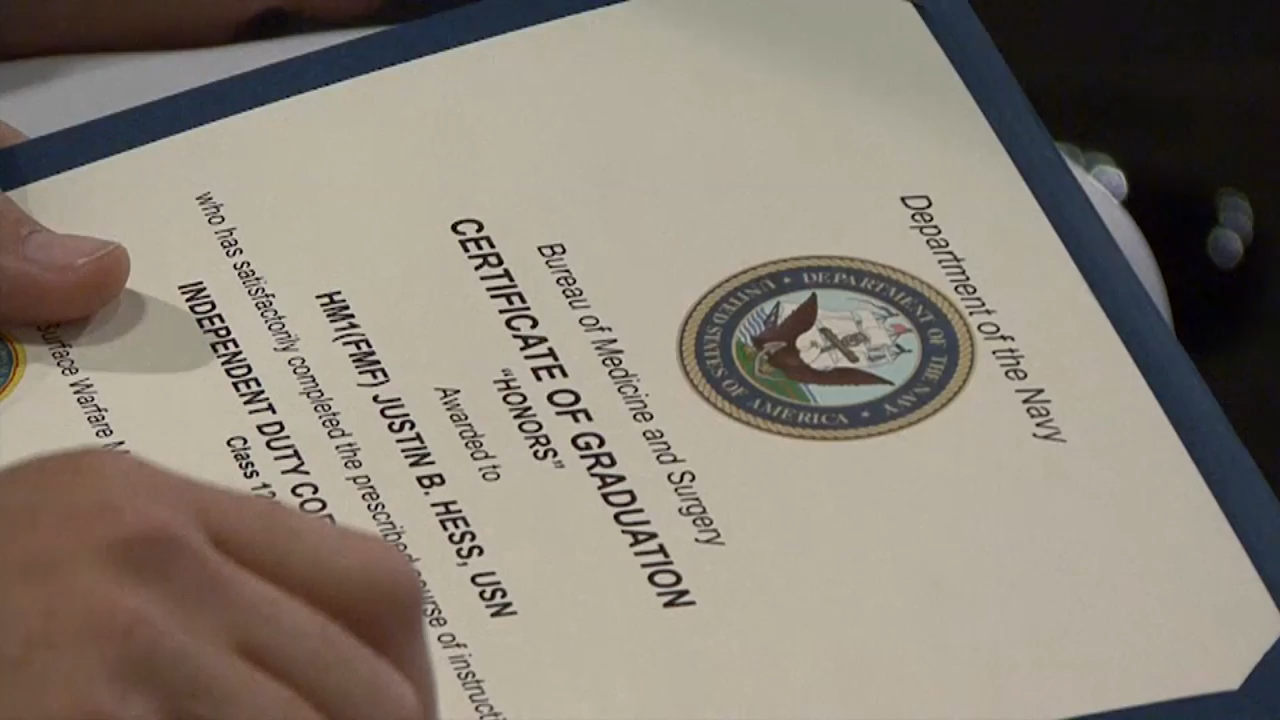 Department of the Navy
DEPARTMENT OF THE NAVY
UNITED STATES OF AMERICA
Bureau of Medicine and Surgery
CERTIFICATE OF GRADUATION
"HONORS"
Awarded to
HM1(FMF) JUSTIN B. HESS, USN
who has satisfactorily completed the prescribed course of
INDEPENDENT DUTY
Class
Surface Warfare